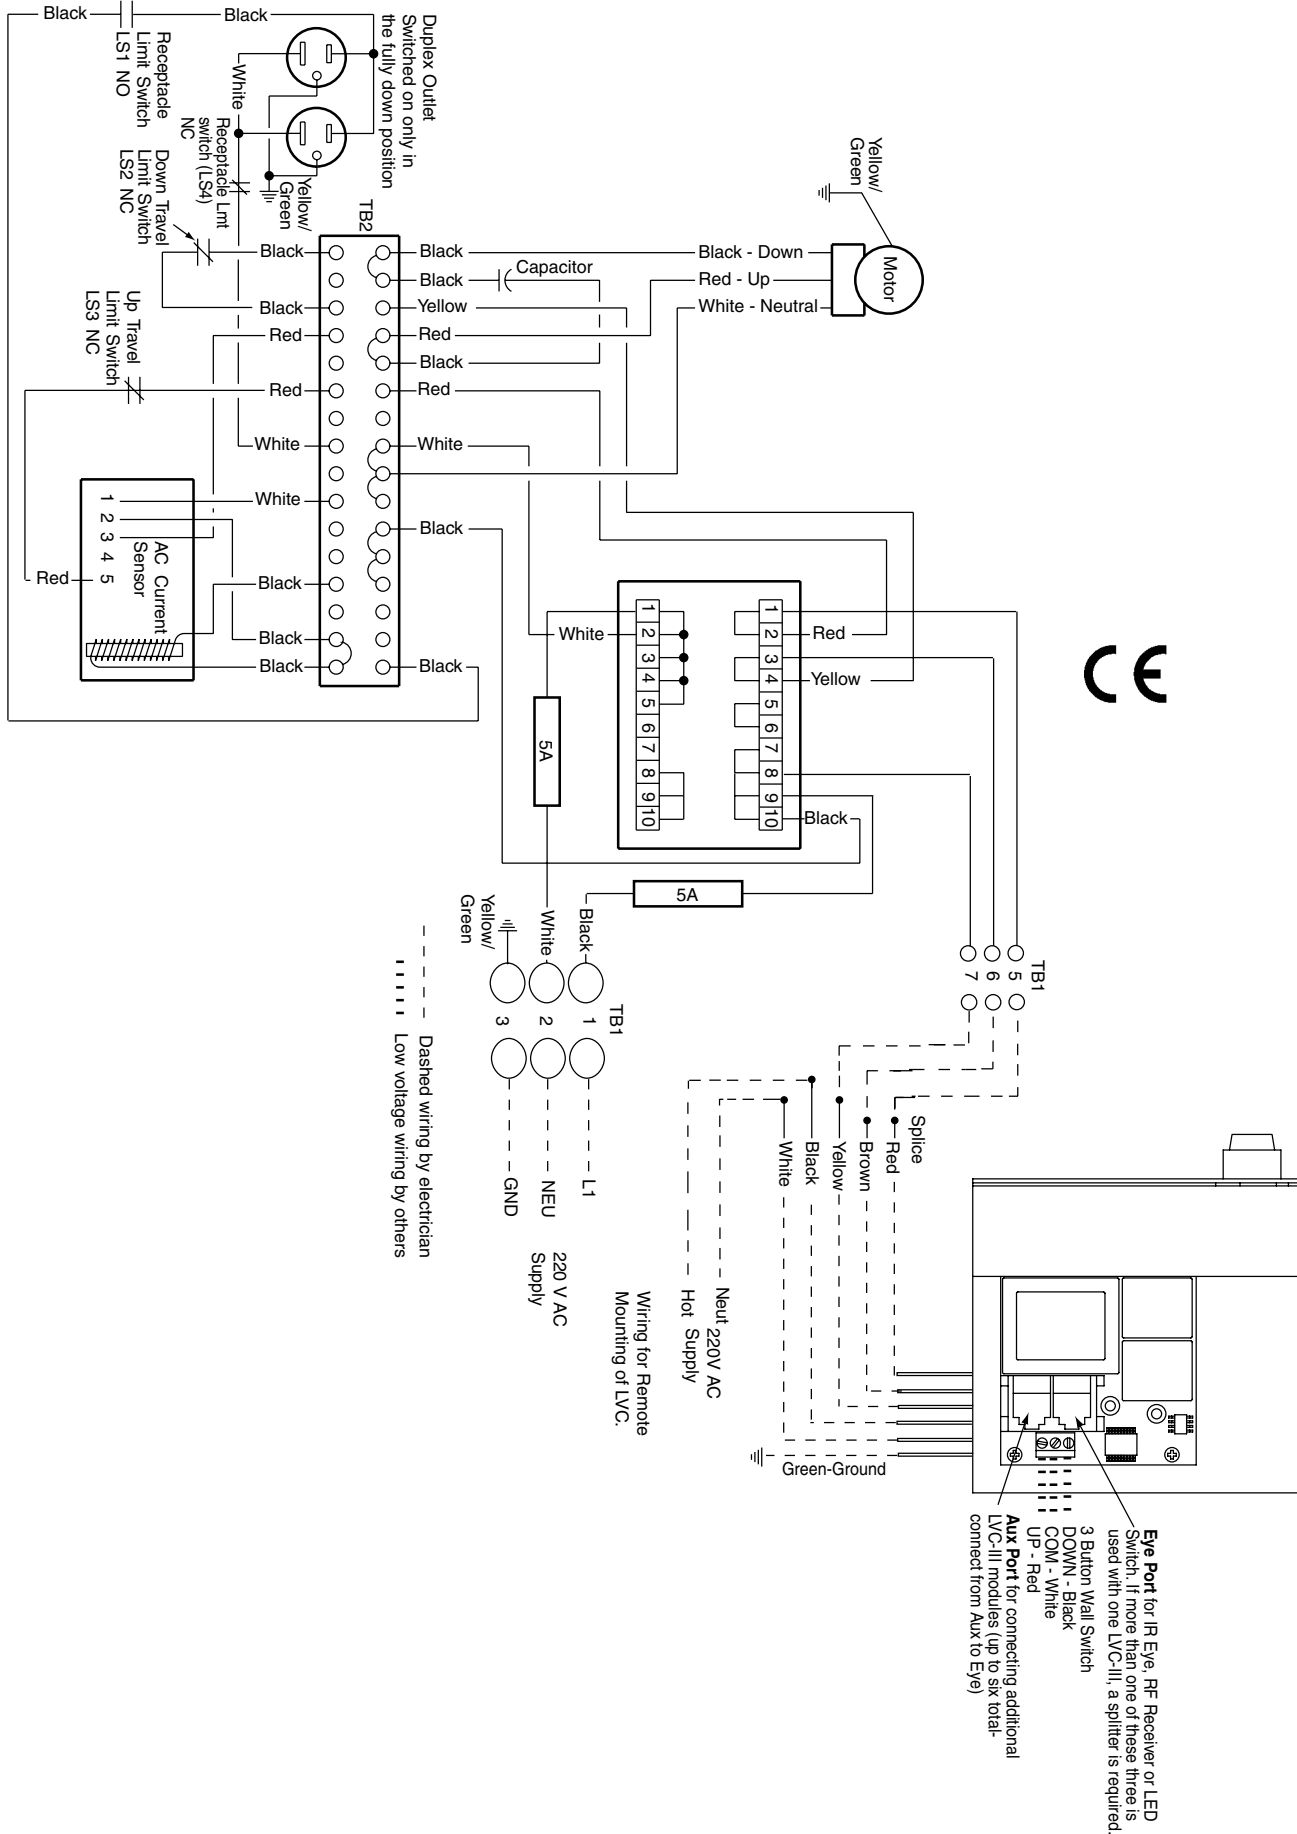 Black
Black
Receptacle
Limit Switch
LS1 NO
Duplex Outlet
Switched on only in
the fully down position
White
Receptacle Lmt
switch (LS4)
NC
Yellow/
Green
Down Travel
Limit Switch
LS2 NC
Up Travel
Limit Switch
LS3 NC
TB2
Black
Black
Red
Red
White
White
Black
Black
Black
Black
Black
Yellow
Red
Black
Red
White
Black
Black
Capacitor
Yellow/
Green
Motor
Black - Down
Red - Up
White - Neutral
1
2
3
4
5
AC Current
Sensor
Red
White
1
2
3
4
5
6
7
8
9
10
1
2
3
4
5
6
7
8
9
10
Red
Yellow
Black
5A
5A
CE
Yellow/
Green
White
Black
TB1
1
2
3
L1
NEU
GND
220 V AC
Supply
Dashed wiring by electrician
Low voltage wiring by others
TB1
5
6
7
Splice
Red
Brown
Yellow
Black
White
Neut
Hot
220V AC
Supply
Wiring for Remote
Mounting of LVC.
Green-Ground
Eye Port for IR Eye, RF Receiver or LED
Switch. If more than one of these three is
used with one LVC-III, a splitter is required.
3 Button Wall Switch
DOWN - Black
COM - White
UP - Red
Aux Port for connecting additional
LVC-III modules (up to six total-
connect from Aux to Eye)